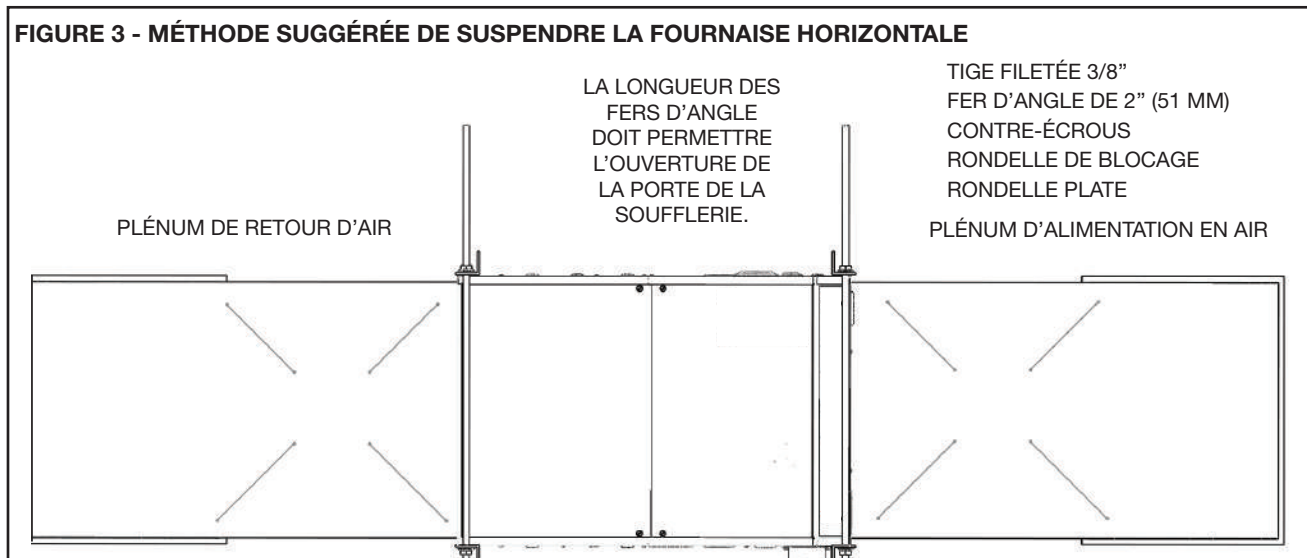 FIGURE 3 - MÉTHODE SUGGÉRÉE DE SUSPENDRE LA FOURNAISE HORIZONTALE
LA LONGUEUR DES
FERS D’ANGLE
DOIT PERMETTRE
L’OUVERTURE DE
LA PORTE DE LA
SOUFFLERIE.
TIGE FILETÉE 3/8”
FER D’ANGLE DE 2” (51 MM)
CONTRE-ÉCROUS
RONDELLE DE BLOCAGE
RONDELLE PLATE
PLÉNUM DE RETOUR D’AIR
PLÉNUM D’ALIMENTATION EN AIR